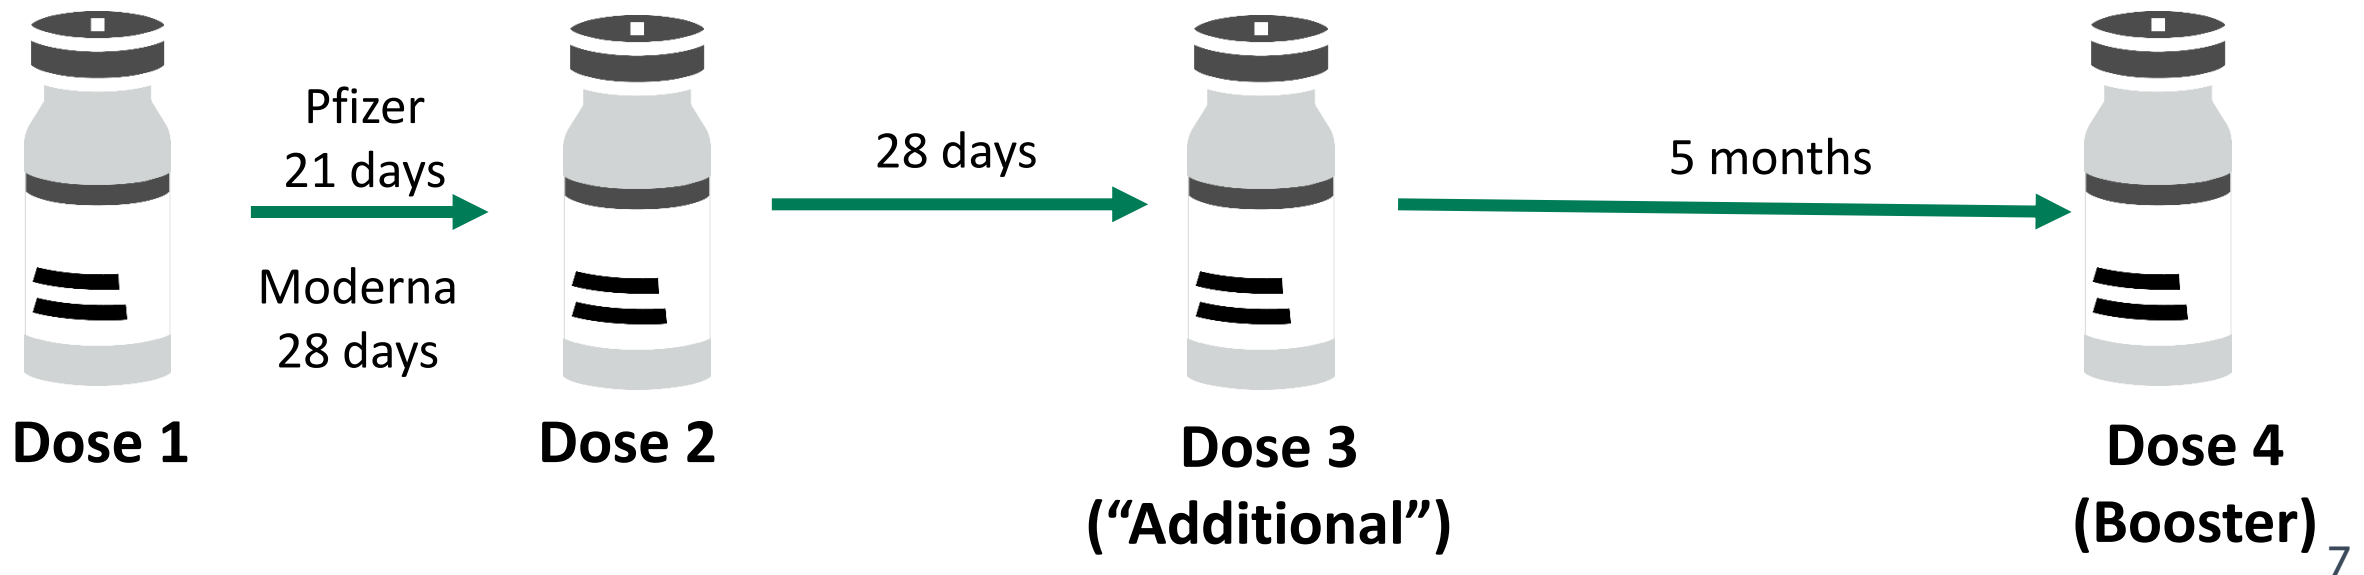 Pfizer
21 days
Moderna
28 days
28 days
5 months
Dose 1
Dose 2
Dose 3
(“Additional”)
Dose 4
(Booster)
7